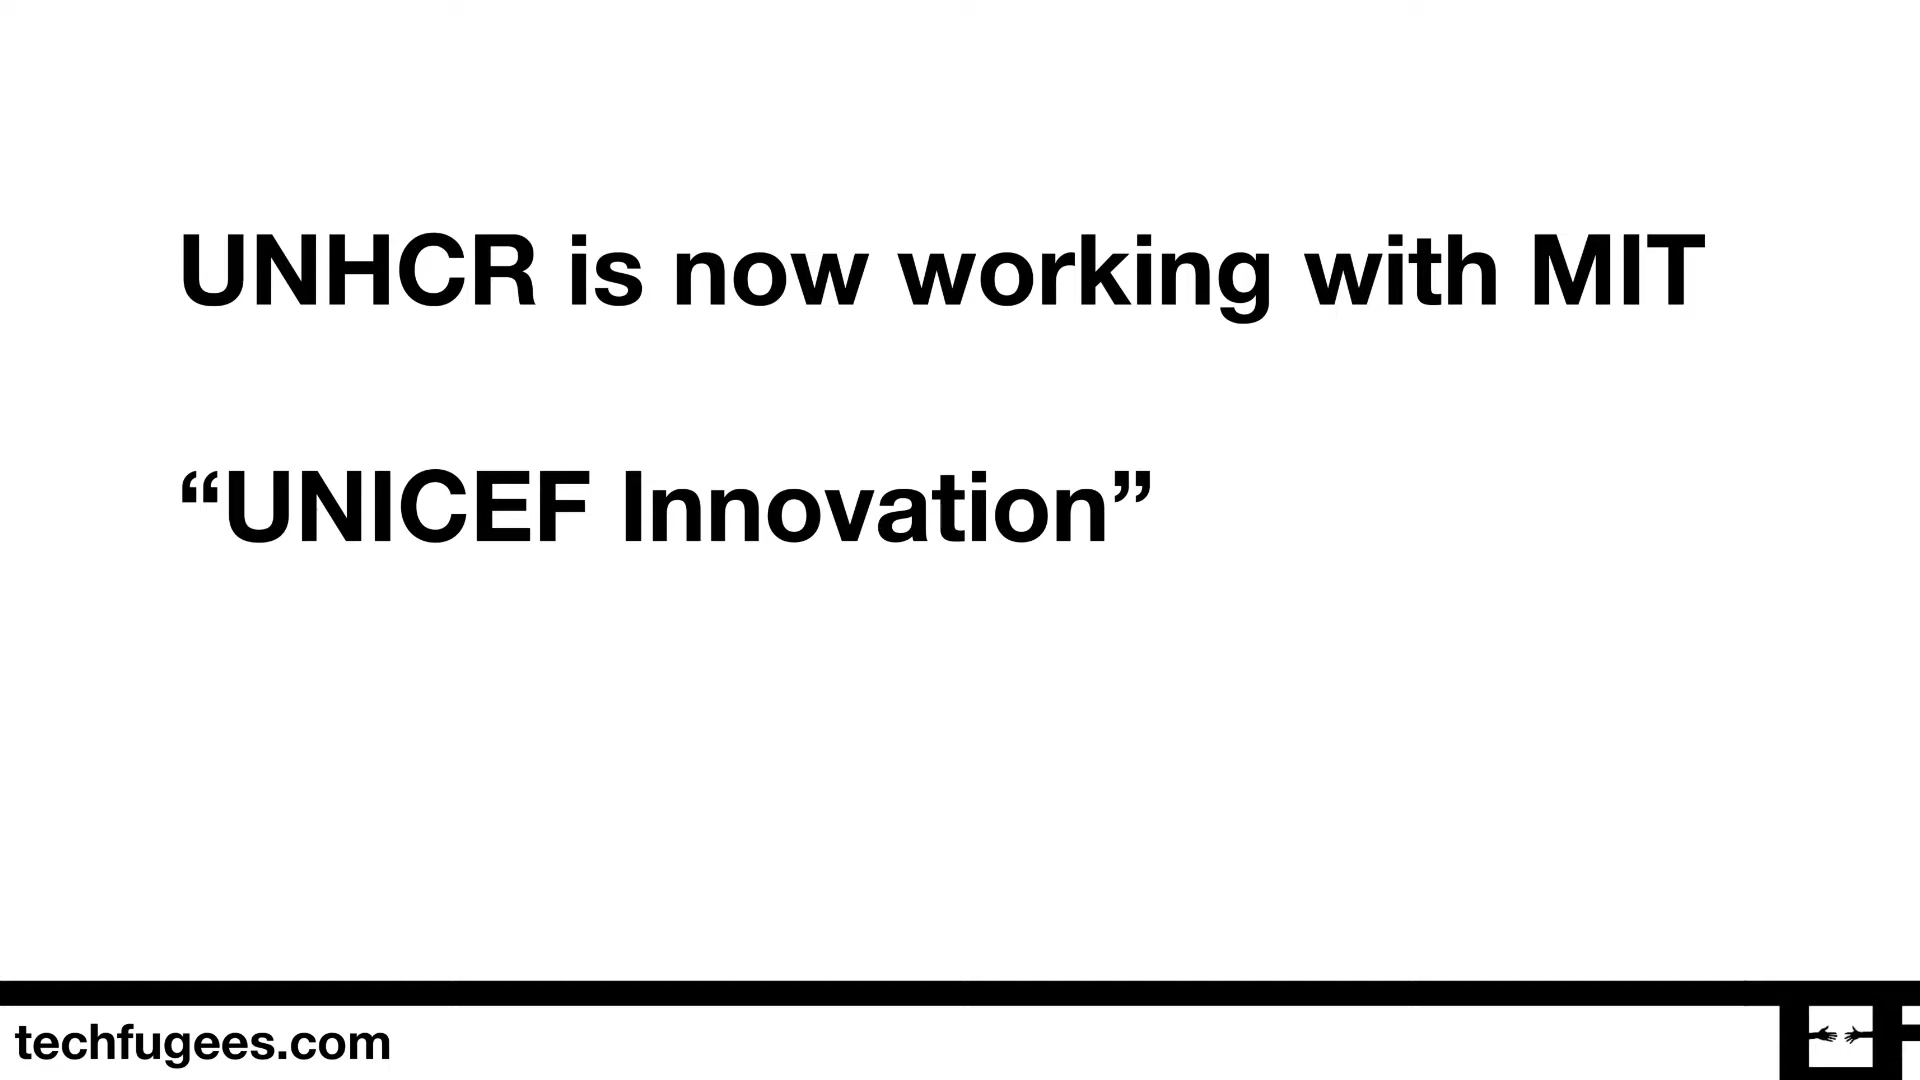 UNHCR is now working with MIT
“UNICEF Innovation”
techfugees.com